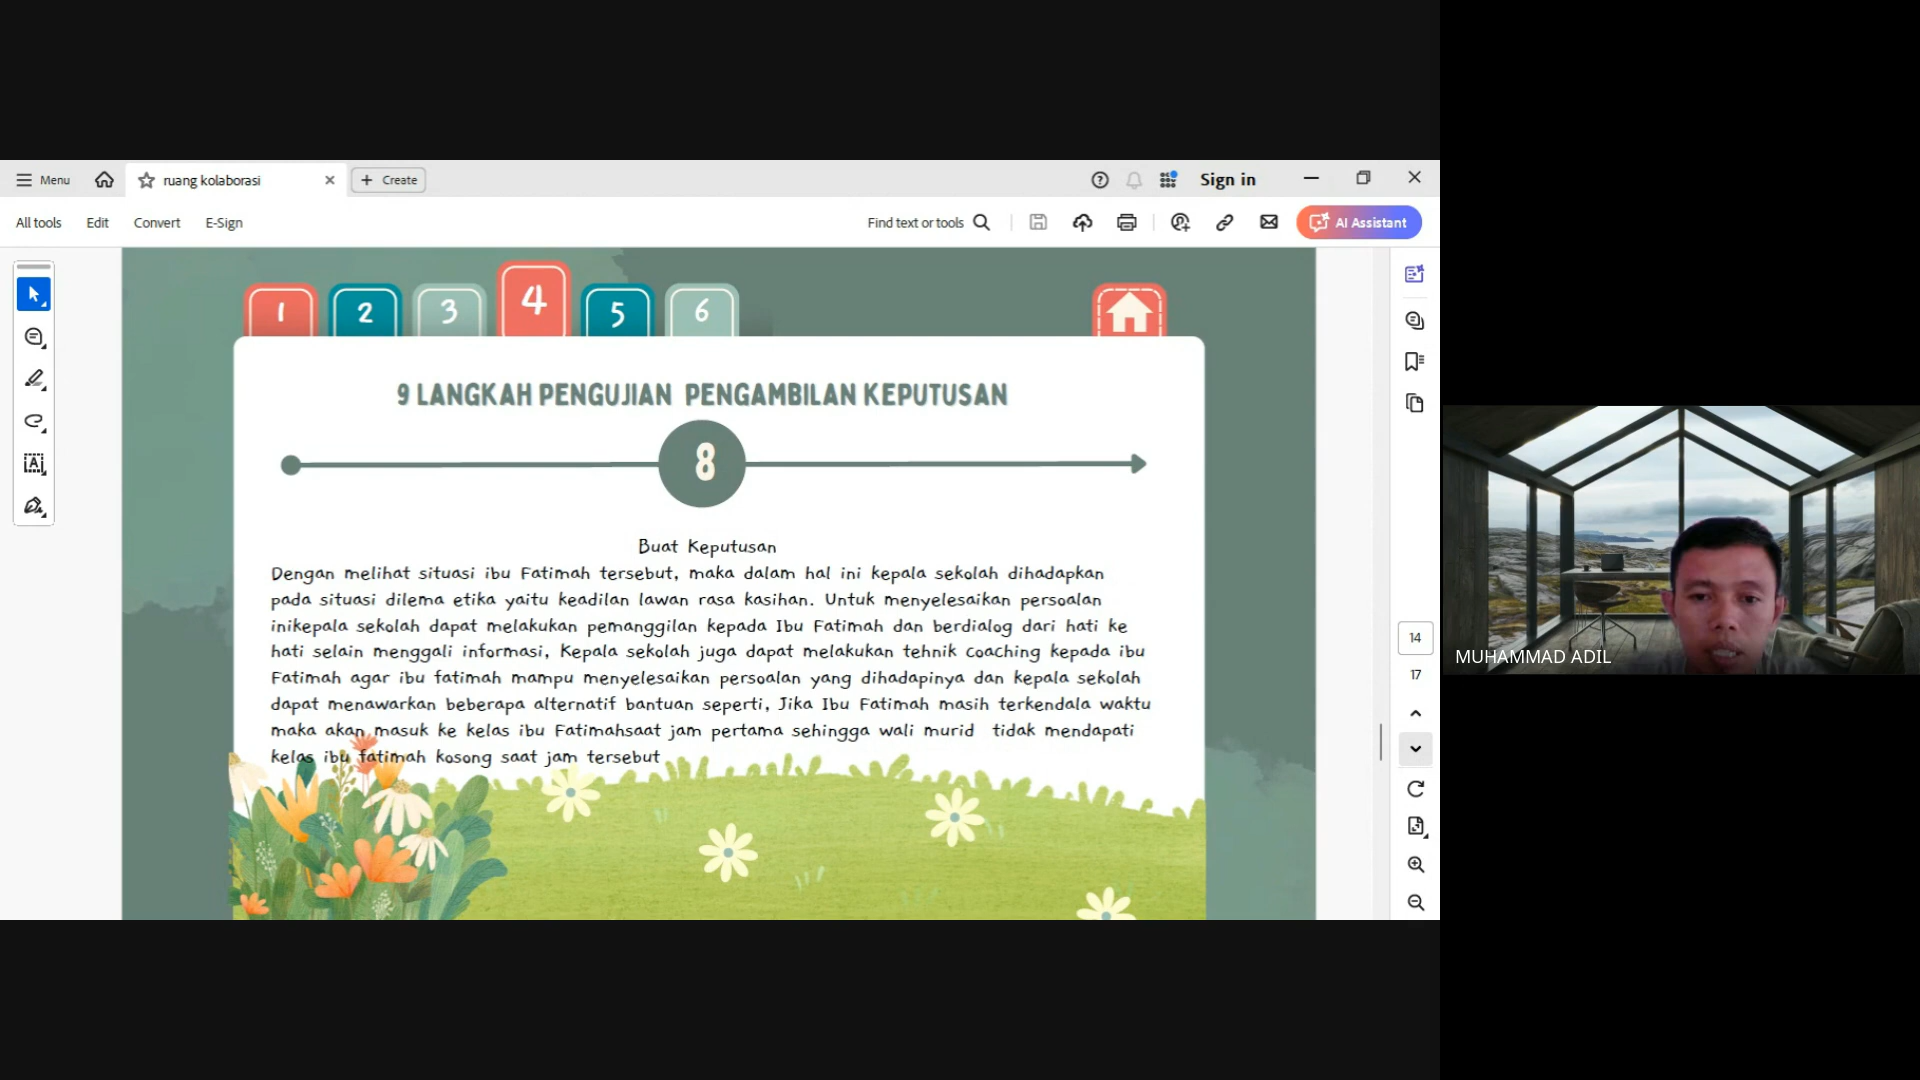 Menu
ruang kolaborasi
Create
Sign in
All tools
Edit
Convert
E-Sign
Find text or tools
AI Assistant
1
2
3
4
5
6
9 LANGKAH PENGUJIAN PENGAMBILAN KEPUTUSAN
8
Buat Keputusan
Dengan melihat situasi ibu Fatimah tersebut, maka dalam hal ini kepala sekolah dihadapkan
pada situasi dilema etika yaitu keadilan lawan rasa kasihan. Untuk menyelesaikan persoalan
inikepala sekolah dapat melakukan pemanggilan kepada Ibu Fatimah dan berdialog dari hati ke
hati selain menggali informasi, Kepala sekolah juga dapat melakukan tehnik coaching kepada ibu
Fatimah agar ibu fatimah mampu menyelesaikan persoalan yang dihadapinya dan kepala sekolah
dapat menawarkan beberapa alternatif bantuan seperti, Jika Ibu Fatimah masih terkendala waktu
maka akan masuk ke kelas ibu Fatimahsaat jam pertama sehingga wali murid tidak mendapati
kelas ibu fatimah kosong saat jam tersebut
14
17
MUHAMMAD ADIL